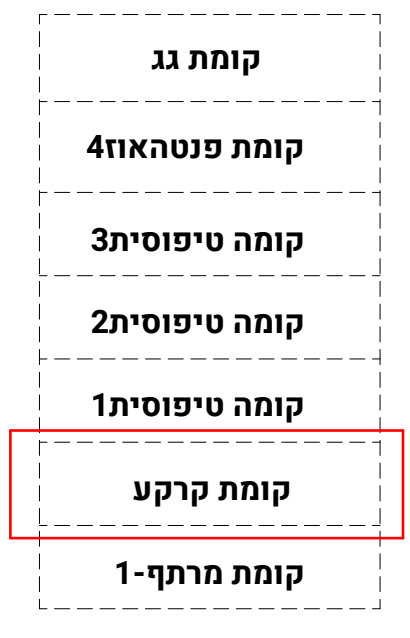 קומת גג
קומת פנטהאוז4
קומה טיפוסית3
קומה טיפוסית2
קומה טיפוסית1
קומת קרקע
קומת מרתף-1